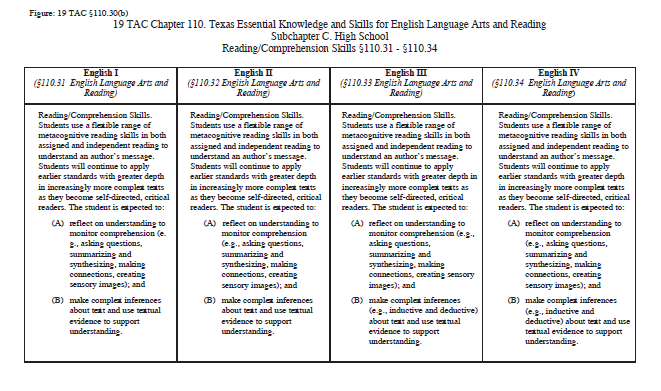 Figure: 19 TAC §110.30(b)
19 TAC Chapter 110. Texas Essential Knowledge and Skills for English Language Arts and Reading
Subchapter C. High School
Reading/Comprehension Skills §110.31 - §110.34
English I
(§110.31 English Language Arts and
Reading)
Reading/Comprehension Skills.
Students use a flexible range of
metacognitive reading skills in both
assigned and independent reading to
understand an author's message.
Students will continue to apply
earlier standards with greater depth
in increasingly more complex texts
as they become self-directed, critical
readers. The student is expected to:
(A) reflect on understanding to
monitor comprehension (e.
g., asking questions,
summarizing and
synthesizing, making
connections, creating
sensory images); and
(B) make complex inferences
about text and use textual
evidence to support
understanding.
English II
(§110.32 English Language Arts and
Reading)
Reading/Comprehension Skills.
Students use a flexible range of
metacognitive reading skills in both
assigned and independent reading to
understand an author's message.
Students will continue to apply
earlier standards with greater depth
in increasingly more complex texts
as they become self-directed, critical
readers. The student is expected to:
(A) reflect on understanding to
monitor comprehension
(e.g., asking questions,
summarizing and
synthesizing, making
connections, creating
sensory images); and
(B) make complex inferences
about text and use textual
evidence to support
understanding.
English III
(§110.33 English Language Arts and
Reading)
Reading/Comprehension Skills.
Students use a flexible range of
metacognitive reading skills in both
assigned and independent reading to
understand an author's message.
Students will continue to apply
earlier standards with greater depth in
increasingly more complex texts as
they become self-directed, critical
readers. The student is expected to:
(A) reflect on understanding to
monitor comprehension (e.g.,
asking questions,
summarizing and
synthesizing, making
connections, creating sensory
images); and
(B) make complex inferences
(e.g., inductive and deductive)
about text and use textual
evidence to support
understanding.
English IV
(§110.34 English Language Arts and
Reading)
Reading/Comprehension Skills.
Students use a flexible range of
metacognitive reading skills in both
assigned and independent reading to
understand an author's message.
Students will continue to apply
earlier standards with greater depth
in increasingly more complex texts
as they become self-directed, critical
readers. The student is expected to:
(A) reflect on understanding to
monitor comprehension
(e.g., asking questions,
summarizing and
synthesizing, making
connections, creating
sensory images); and
(B) make complex inferences
(e.g., inductive and
deductive) about text and use
textual evidence to support
understanding.